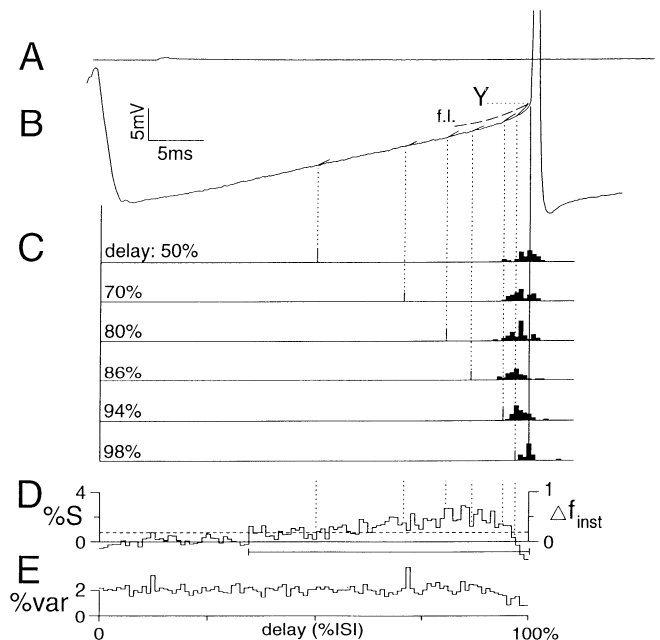 A
B
5mV
5ms
Y
f.l.
C
delay: 50%
70%
80%
86%
94%
98%
D
%S
4
2
0
1
0
Δf inst
E
%var
2
0
0
delay (%ISI)
100%